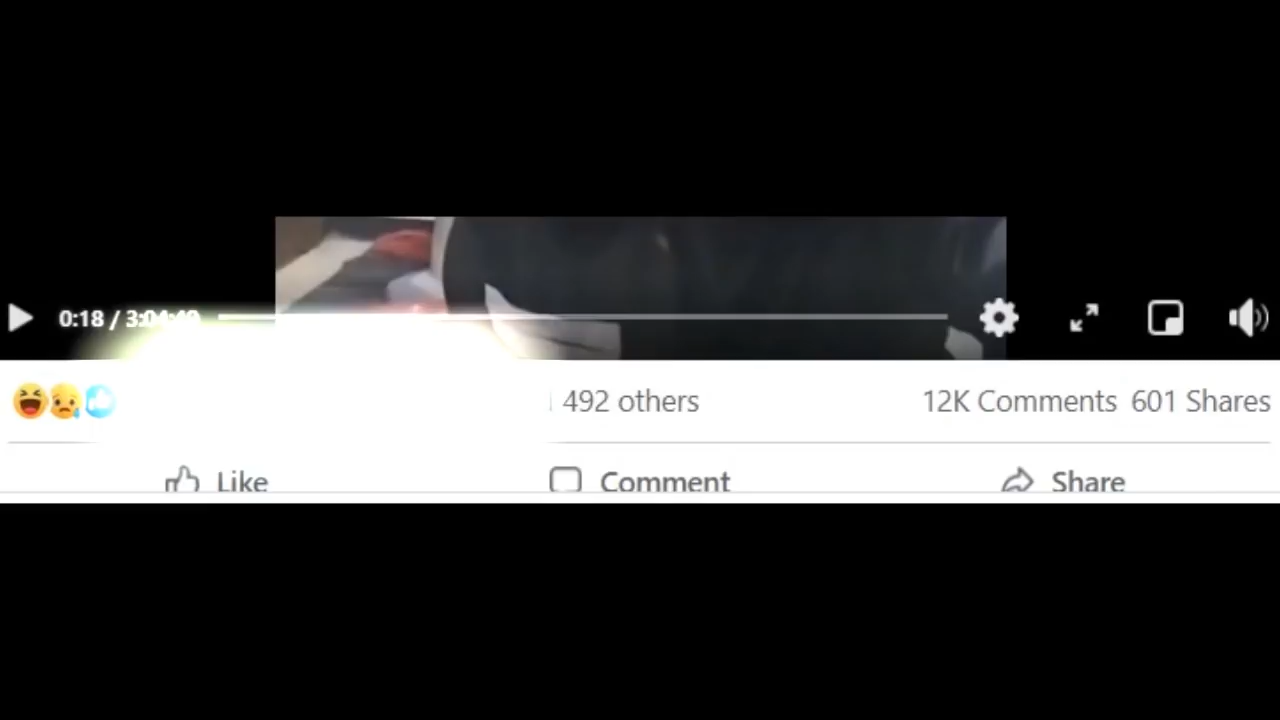 0:18 / 3:04:49
492 others 12K Comments 601 Shares
Like Comment Share